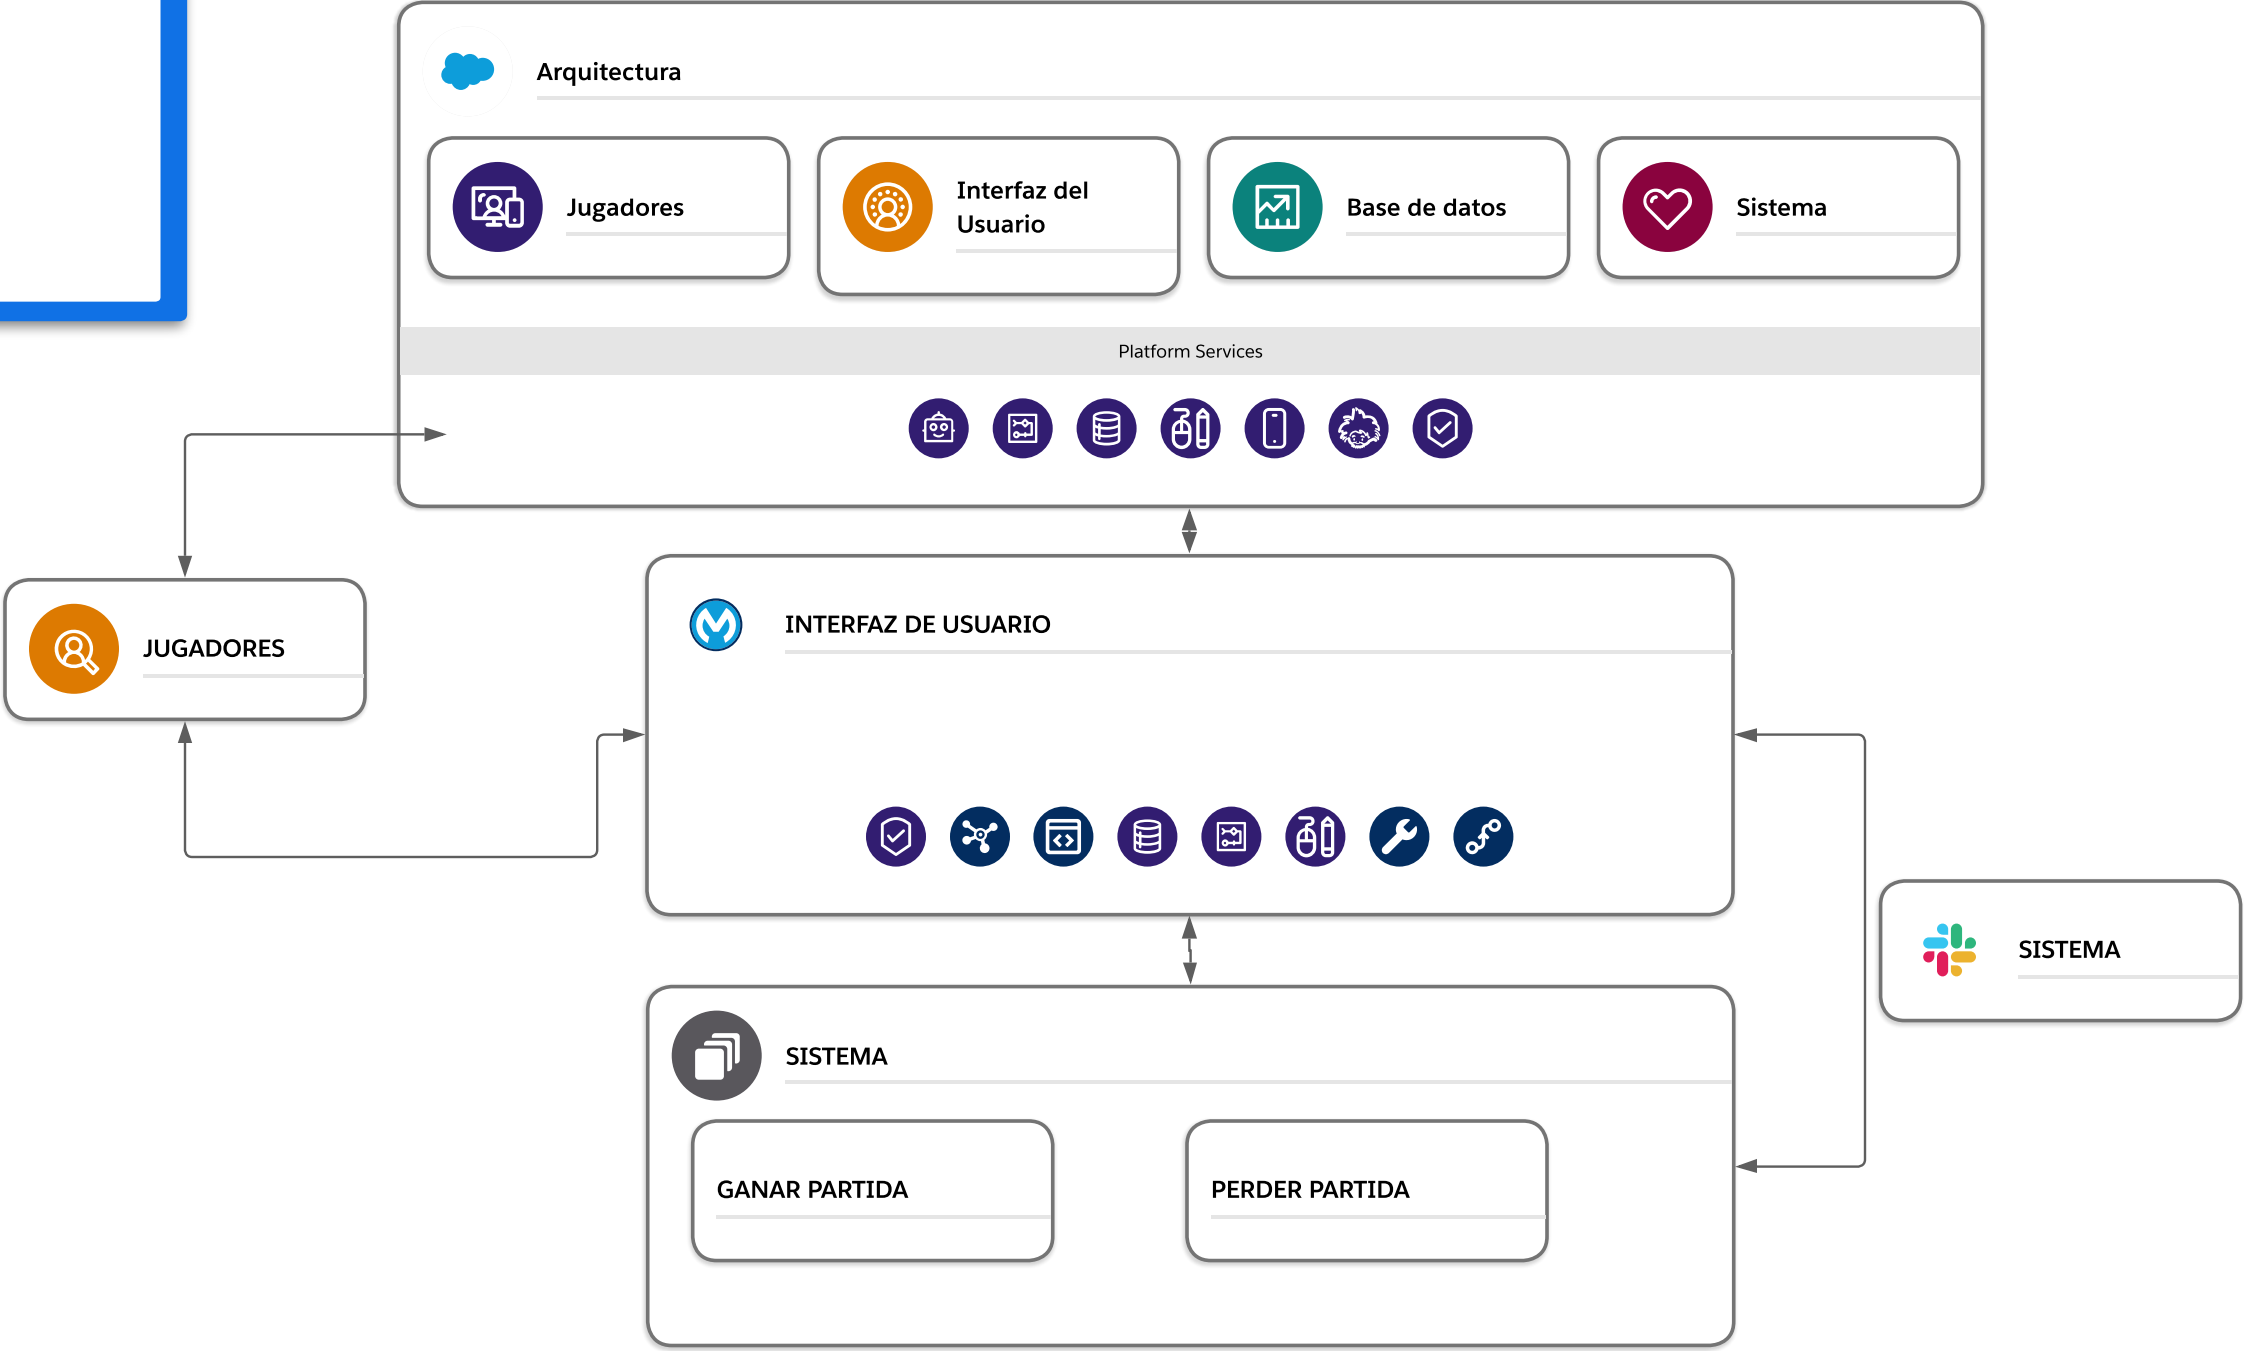 Arquitectura
Jugadores
Interfaz del
Usuario
Base de datos
Sistema
Platform Services
JUGADORES
INTERFAZ DE USUARIO
SISTEMA
SISTEMA
GANAR PARTIDA
PERDER PARTIDA